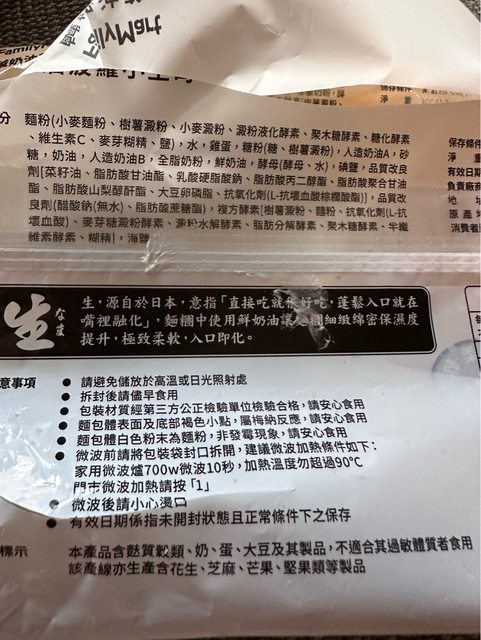 FamilyMart
分 麵粉(小麥麵粉、樹薯澱粉、小麥澱粉、澱粉液化酵素、聚木糖酵素、糖化酵素
、維生素C、麥芽糊精、鹽)，水，雞蛋，糖粉(糖、樹薯澱粉)，人造奶油A，砂
糖，奶油，人造奶油B，全脂奶粉，鮮奶油，酵母(酵母、水)，碘鹽，品質改良
劑[菜籽油、脂肪酸甘油酯、乳酸硬脂酸鈉、脂肪酸丙二醇酯、脂肪酸聚合甘油
酯、脂肪酸山梨醇酐酯、大豆卵磷脂、抗氧化劑(L-抗壞血酸棕櫚酸酯)]，品質改
良劑(醋酸鈉(無水)、脂肪酸蔗糖酯)，複方酵素[樹薯澱粉、麵粉、抗氧化劑(L-抗
壞血酸)、麥芽糖澱粉酵素、澱粉水解酵素、脂肪分解酵素、聚木糖酵素、半纖
維素酵素、糊精]，海鹽
保存條件
淨 重
有效日期
負責廠商
地 址
原產地
消費者
生
なま
生，源自於日本，意指「直接吃就很好吃，蓬鬆入口就在
嘴裡融化」，麵糰中使用鮮奶油讓麵糰細緻綿密保濕度
提升，極致柔軟，入口即化。
意事項
● 請避免儲放於高溫或日光照射處
● 拆封後請儘早食用
● 包裝材質經第三方公正檢驗單位檢驗合格，請安心食用
● 麵包體表面及底部褐色小點，屬梅納反應，請安心食用
● 麵包體白色粉末為麵粉，非發霉現象，請安心食用
● 微波前請將包裝袋封口拆開，建議微波加熱條件如下：
家用微波爐700w微波10秒，加熱溫度勿超過90℃
門市微波加熱請按「1」
● 微波後請小心燙口
● 有效日期係指未開封狀態且正常條件下之保存
標示 本產品含麩質穀類、奶、蛋、大豆及其製品，不適合其過敏體質者食用
該產線亦生產含花生、芝麻、芒果、堅果類等製品